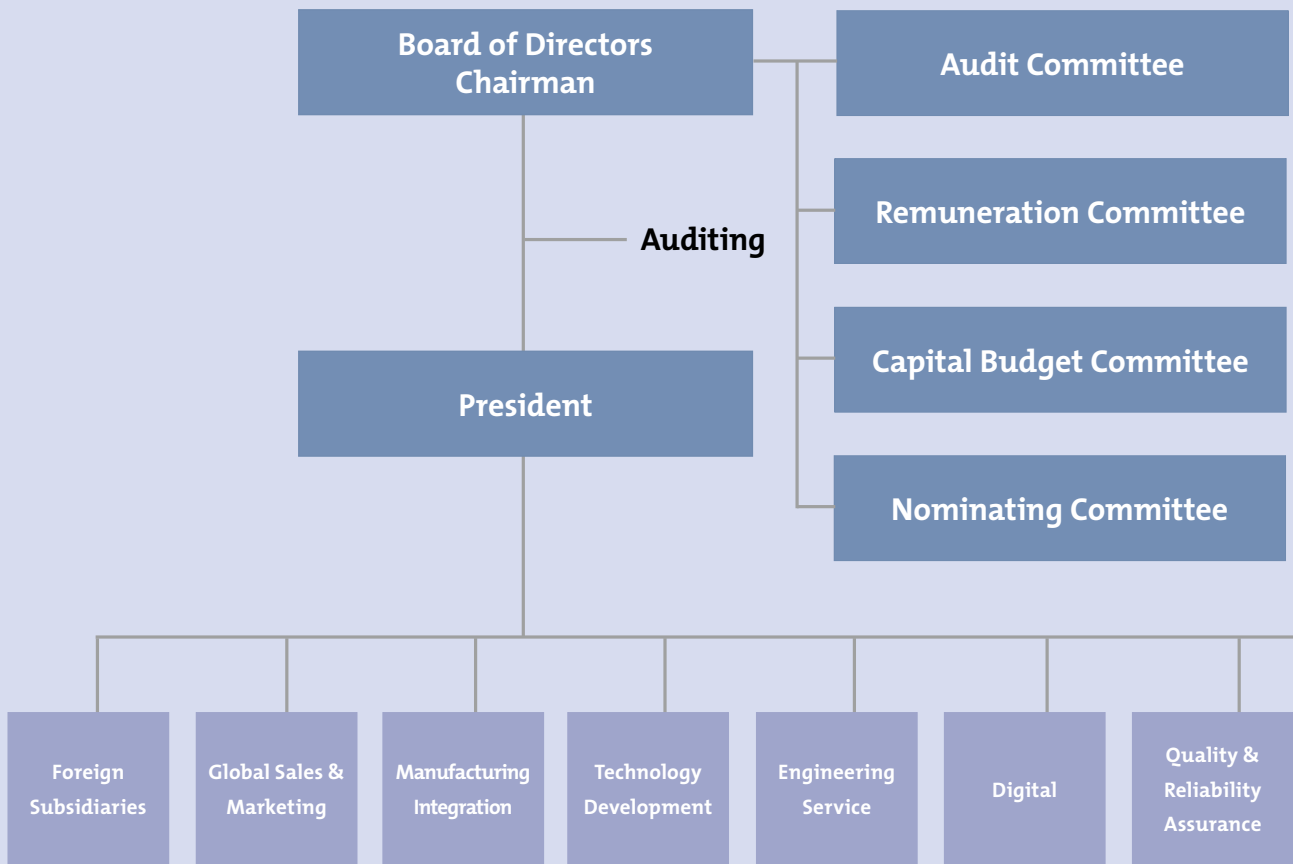 Board of Directors
Chairman
Audit Committee
Remuneration Committee
Auditing
Capital Budget Committee
President
Nominating Committee
Foreign
Subsidiaries
Global Sales &
Marketing
Manufacturing
Integration
Technology
Development
Engineering
Service
Digital
Quality &
Reliability
Assurance